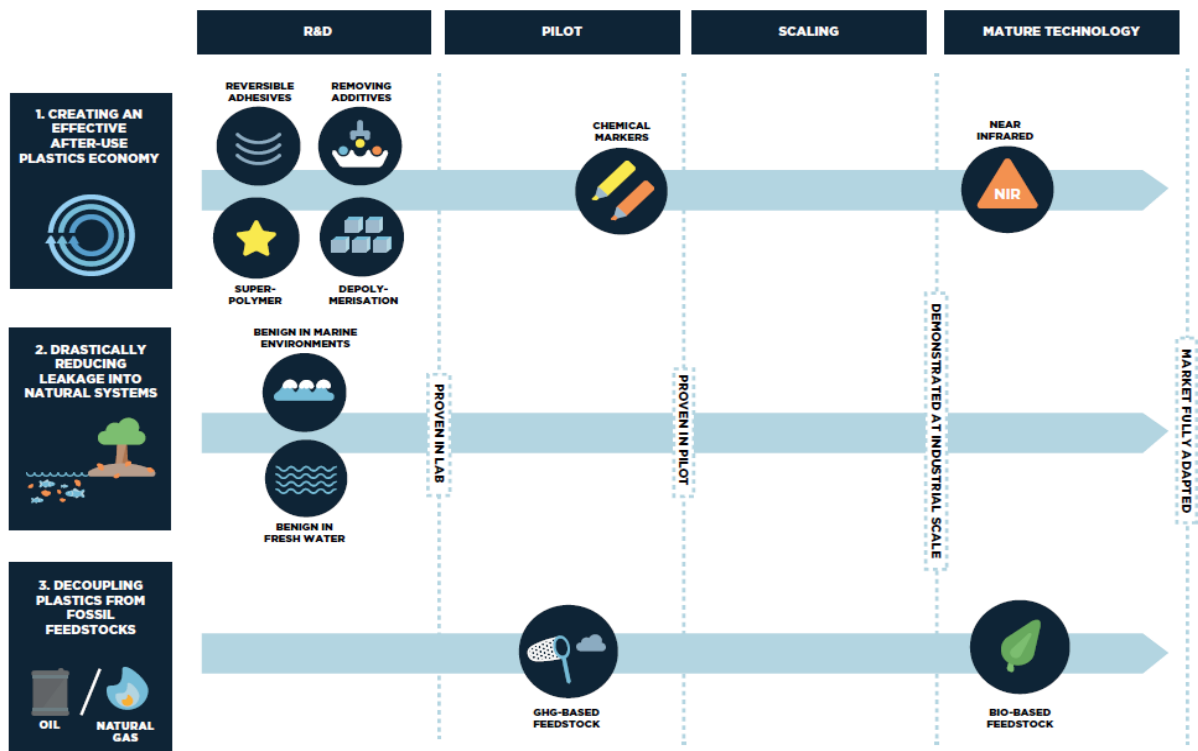 R&D
PILOT
SCALING
MATURE TECHNOLOGY
1. CREATING AN
EFFECTIVE
AFTER-USE
PLASTICS ECONOMY
REVERSIBLE
ADHESIVES
REMOVING
ADDITIVES
CHEMICAL
MARKERS
NEAR
INFRARED
NIR
SUPER-
POLYMER
DEPOLY-
MERISATION
2. DRASTICALLY
REDUCING
LEAKAGE INTO
NATURAL SYSTEMS
BENIGN IN MARINE
ENVIRONMENTS
BENIGN IN
FRESH WATER
PROVEN IN LAB
PROVEN IN PILOT
DEMONSTRATED AT INDUSTRIAL SCALE
MARKET FULLY ADAPTED
3. DECOUPLING
PLASTICS FROM
FOSSIL
FEEDSTOCKS
OIL
NATURAL
GAS
GHG-BASED
FEEDSTOCK
BIO-BASED
FEEDSTOCK